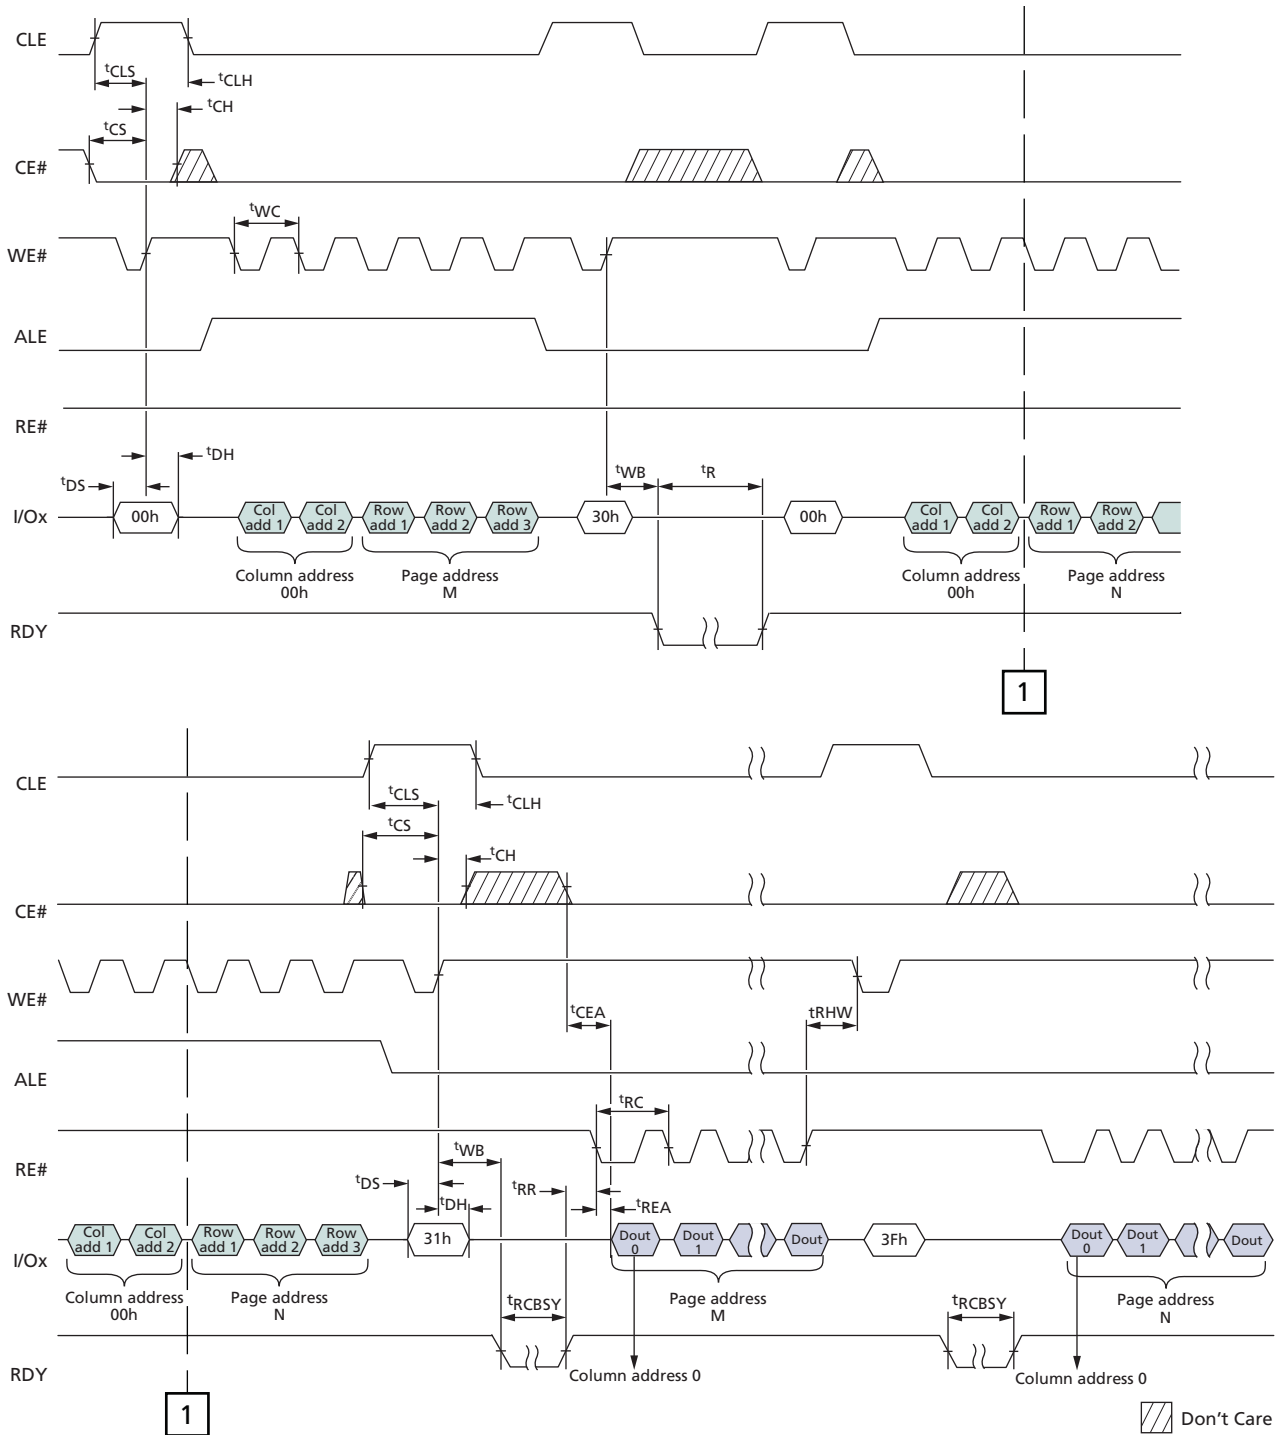 CLE
tCLS
tCLH
tCH
tCS
CE#
tWC
WE#
ALE
RE#
tDH
tDS
tWB
tR
I/Ox
00h
Col add 1
Col add 2
Row add 1
Row add 2
Row add 3
30h
00h
Col add 1
Col add 2
Row add 1
Row add 2
Column address
00h
Page address
M
Column address
00h
Page address
N
RDY
1
CLE
tCLS
tCLH
tCS
tCH
CE#
WE#
tCEA
tRHW
ALE
tRC
RE#
tWB
tDS
tDH
tRR
tREA
I/Ox
Col add 1
Col add 2
Row add 1
Row add 2
Row add 3
31h
Dout 0
Dout 1
Dout
3Fh
Dout 0
Dout 1
Dout
Column address
00h
Page address
N
tRCBSY
Page address
M
tRCBSY
Page address
N
RDY
Column address 0
Column address 0
1
Don't Care